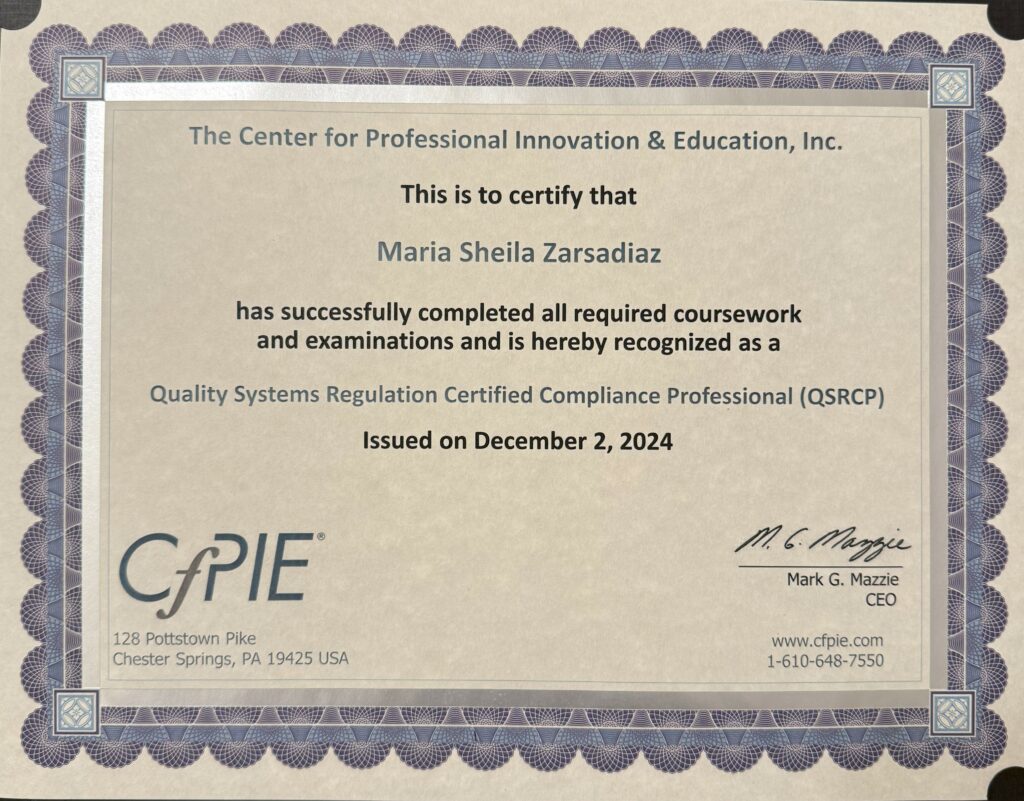 The Center for Professional Innovation & Education, Inc.
This is to certify that
Maria Sheila Zarsadiaz
has successfully completed all required coursework
and examinations and is hereby recognized as a
Quality Systems Regulation Certified Compliance Professional (QSRCP)
Issued on December 2, 2024
CfPIE®
128 Pottstown Pike
Chester Springs, PA 19425 USA
M. G. Mazzie
Mark G. Mazzie
CEO
www.cfpie.com
1-610-648-7550